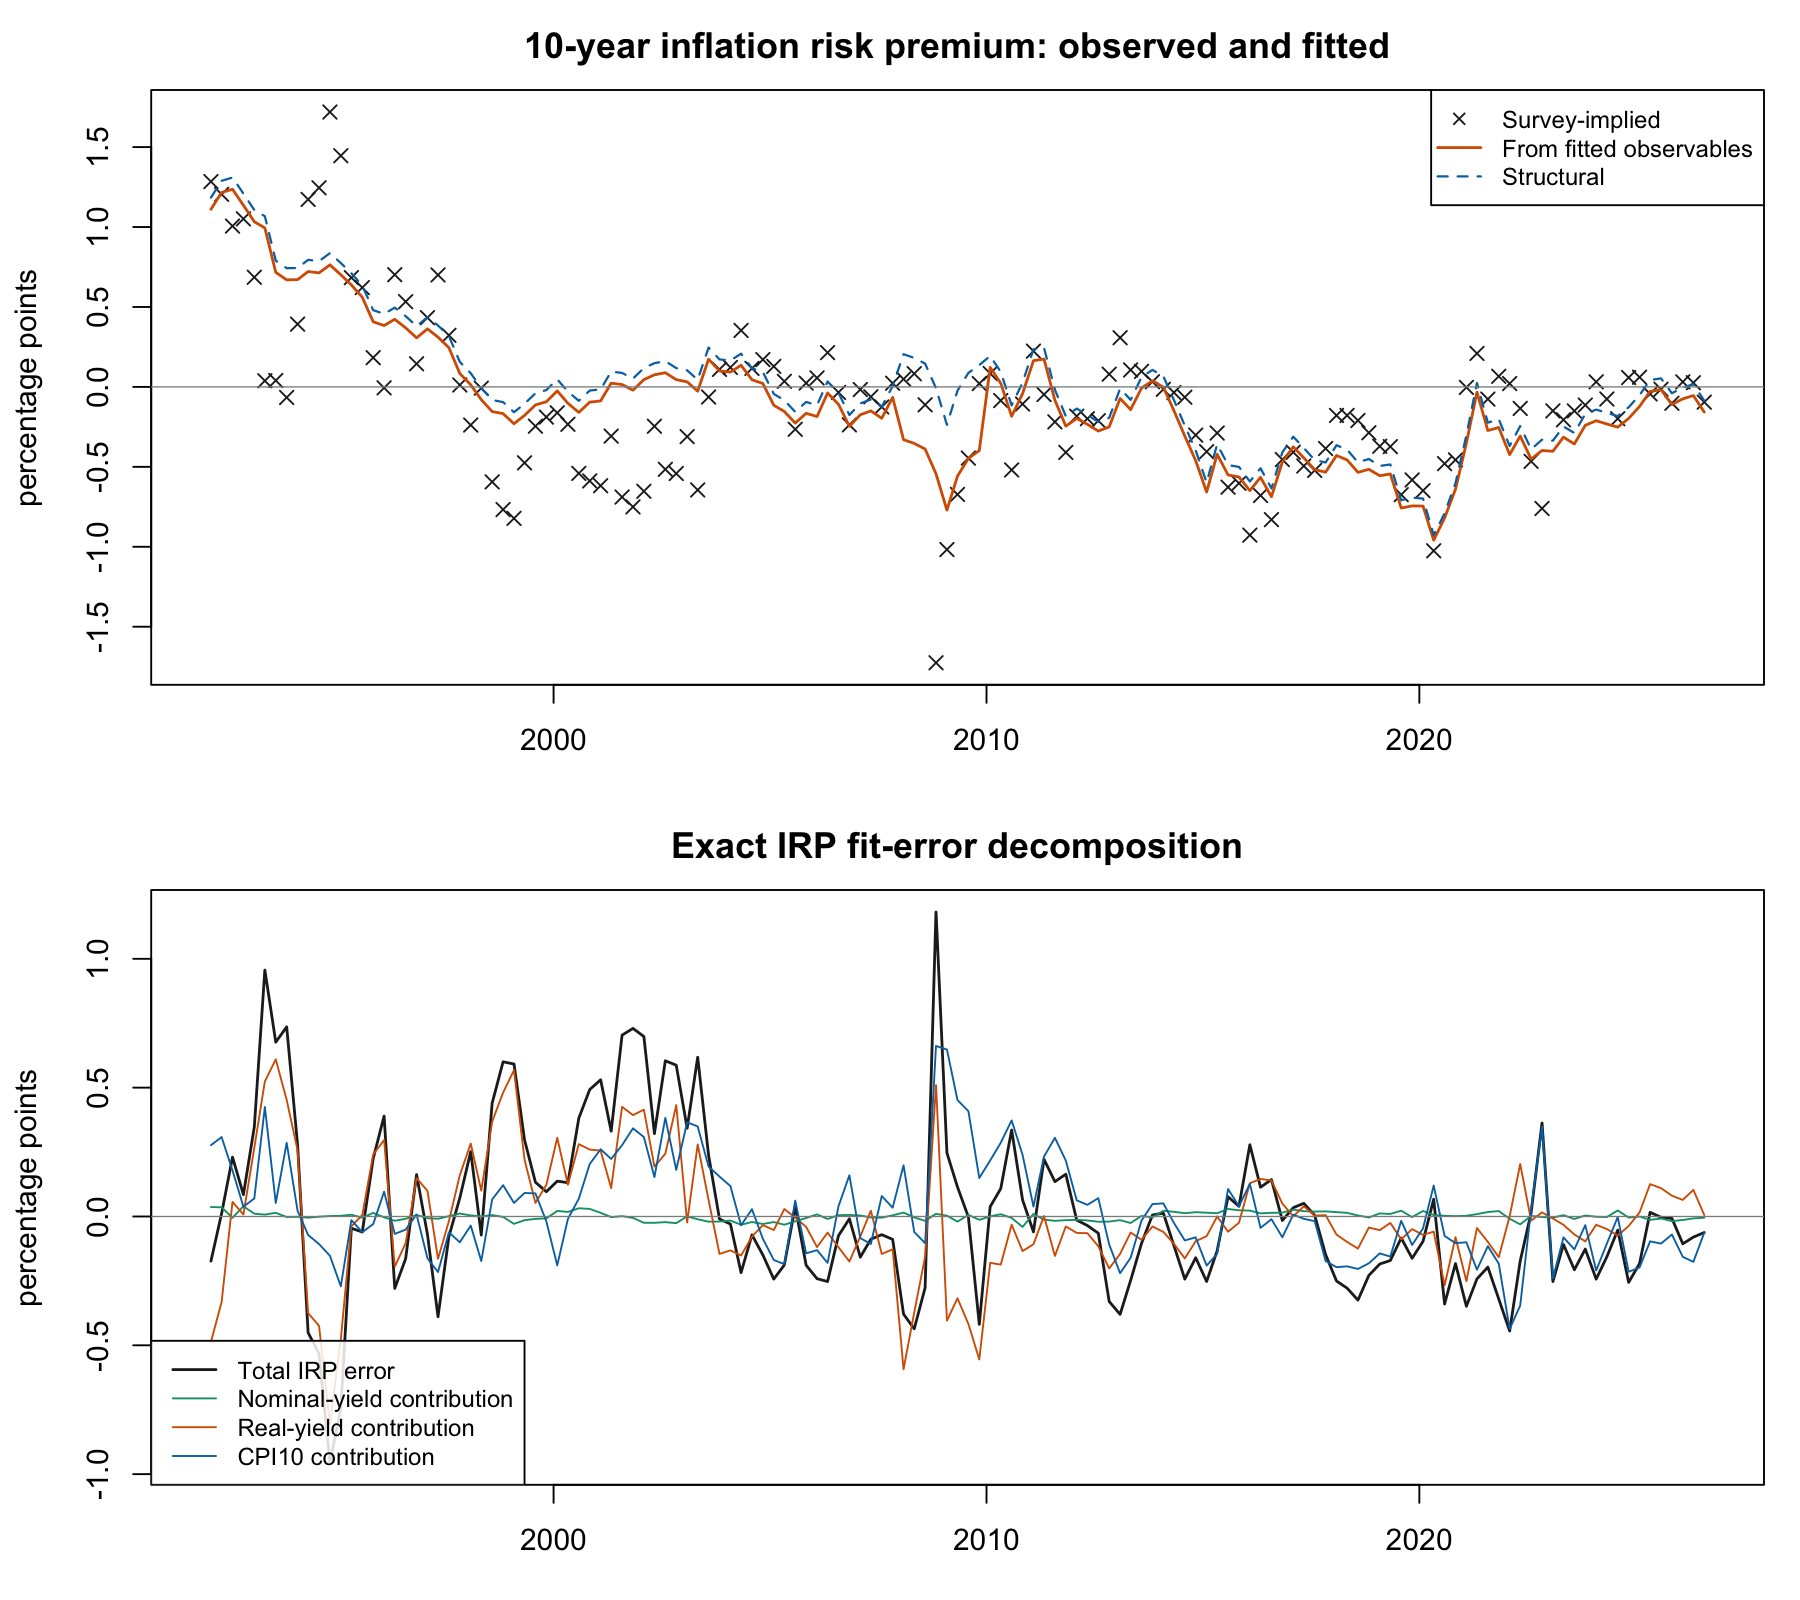 10-year inflation risk premium: observed and fitted
percentage points
1.5
1.0
0.5
0.0
-0.5
-1.0
-1.5
Survey-implied
From fitted observables
Structural
2000 2010 2020
Exact IRP fit-error decomposition
percentage points
1.0
0.5
0.0
-0.5
-1.0
Total IRP error
Nominal-yield contribution
Real-yield contribution
CPI10 contribution
2000 2010 2020